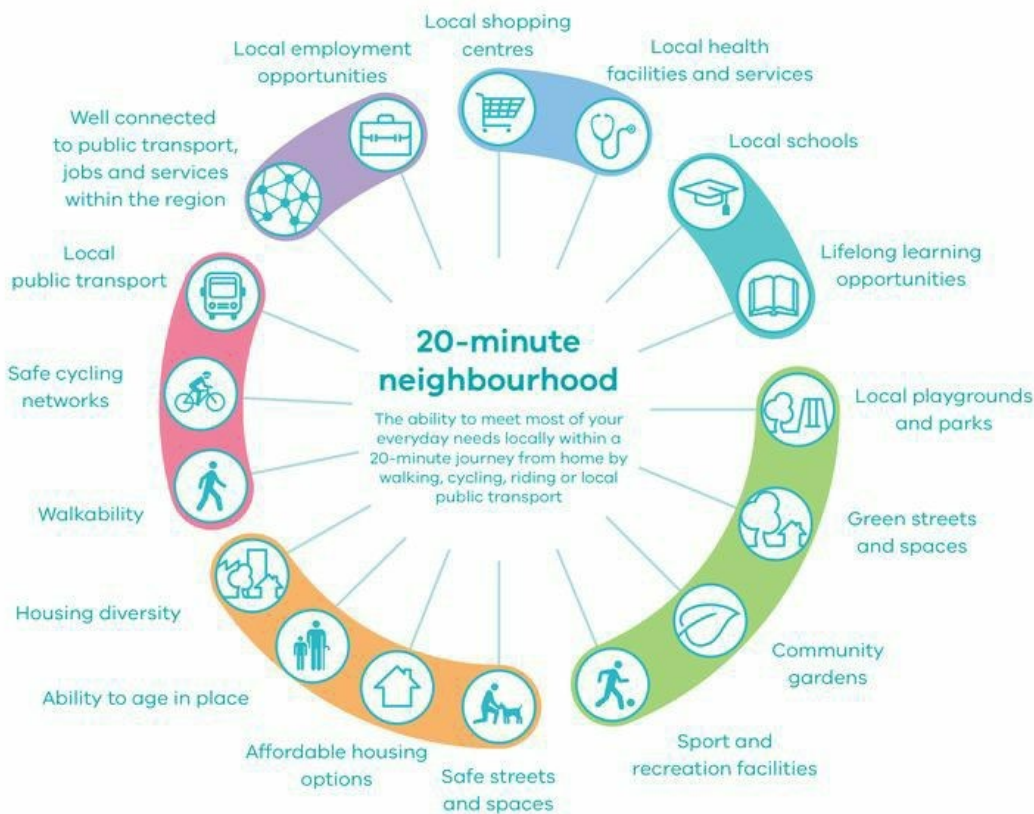 Local shopping
centres
Local health
facilities and services
Local schools
Lifelong learning
opportunities
Local playgrounds
and parks
Green streets
and spaces
Community
gardens
Sport and
recreation facilities
Safe streets
and spaces
Affordable housing
options
Ability to age in place
Housing diversity
Walkability
Safe cycling
networks
Local
public transport
Well connected
to public transport,
jobs and services
within the region
Local employment
opportunities
20-minute
neighbourhood
The ability to meet most of your
everyday needs locally within a
20-minute journey from home by
walking, cycling, riding or local
public transport